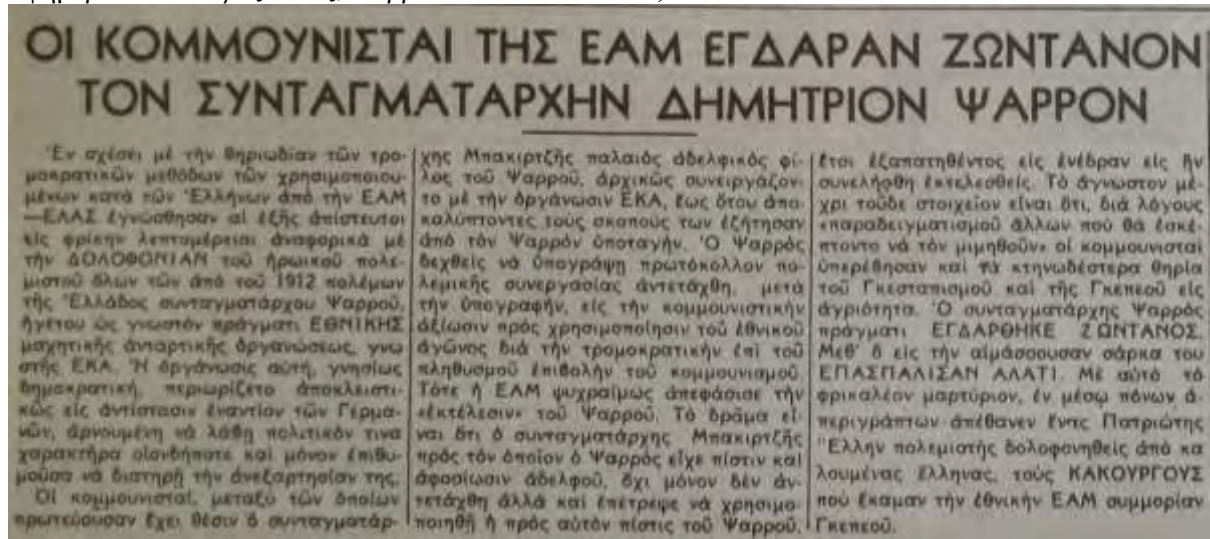 ΟΙ ΚΟΜΜΟΥΝΙΣΤΑΙ ΤΗΣ ΕΑΜ ΕΓΔΑΡΑΝ ΖΩΝΤΑΝΟΝ
ΤΟΝ ΣΥΝΤΑΓΜΑΤΑΡΧΗΝ ΔΗΜΗΤΡΙΟΝ ΨΑΡΡΟΝ
Ἐν σχέσει μὲ τὴν θηριωδίαν τῶν τρο-
μοκρατικῶν μεθόδων τῶν χρησιμοποιου-
μένων κατὰ τῶν Ἑλλήνων ἀπὸ τὴν ΕΑΜ
—ΕΛΑΣ ἐγνώσθησαν αἱ ἑξῆς ἀπίστευτοι
εἰς φρίκην λεπτομέρειαι ἀναφορικὰ μὲ
τὴν ΔΟΛΟΦΟΝΙΑΝ τοῦ ἡρωικοῦ πολε-
μιστοῦ ὅλων τῶν ἀπὸ τοῦ 1912 πολέμων
τῆς Ἑλλάδος συνταγματάρχου Ψαρροῦ,
ἡγέτου ὡς γνωστὸν πράγματι ΕΘΝΙΚΗΣ
μαχητικῆς ἀνταρτικῆς ὀργανώσεως, γνω
στῆς ΕΚΑ. Ἡ ὀργάνωσις αὐτή, γνησίως
δημοκρατική, περιωρίζετο ἀποκλειστι-
κῶς εἰς ἀντίστασιν ἐναντίον τῶν Γερμα-
νῶν, ἀρνουμένη νὰ λάβῃ πολιτικόν τινα
χαρακτῆρα οἱονδήποτε καὶ μόνον ἐπιθυ-
μοῦσα νὰ διατηρῇ τὴν ἀνεξαρτησίαν της.
Οἱ κομμουνισταί, μεταξὺ τῶν ὁποίων
πρωτεύουσαν ἔχει θέσιν ὁ συνταγματάρ-
χης Μπακιρτζῆς παλαιὸς ἀδελφικὸς φί-
λος τοῦ Ψαρροῦ, ἀρχικῶς συνειργάζον-
το μὲ τὴν ὀργάνωσιν ΕΚΑ, ἕως ὅτου ἀπο-
καλύπτοντες τοὺς σκοπούς των ἐζήτησαν
ἀπὸ τὸν Ψαρρὸν ὑποταγήν. Ὁ Ψαρρὸς
δεχθεὶς νὰ ὑπογράψῃ πρωτόκολλον πο-
λεμικῆς συνεργασίας ἀντετάχθη, μετὰ
τὴν ὑπογραφήν, εἰς τὴν κομμουνιστικὴν
ἀξίωσιν πρὸς χρησιμοποίησιν τοῦ ἐθνικοῦ
ἀγῶνος διὰ τὴν τρομοκρατικὴν ἐπὶ τοῦ
πληθυσμοῦ ἐπιβολὴν τοῦ κομμουνισμοῦ.
Τότε ἡ ΕΑΜ ψυχραίμως ἀπεφάσισε τὴν
«ἐκτέλεσιν» τοῦ Ψαρροῦ. Τὸ δρᾶμα εἶ-
ναι ὅτι ὁ συνταγματάρχης Μπακιρτζῆς
πρὸς τὸν ὁποῖον ὁ Ψαρρὸς εἶχε πίστιν καὶ
ἀφοσίωσιν ἀδελφοῦ, ὄχι μόνον δὲν ἀν-
τετάχθη ἀλλὰ καὶ ἐπέτρεψε νὰ χρησιμο-
ποιηθῇ ἡ πρὸς αὐτὸν πίστις τοῦ Ψαρροῦ,
ἔτσι ἐξαπατηθέντος εἰς ἐνέδραν εἰς ἣν
συνελήφθη ἐκτελεσθείς. Τὸ ἄγνωστον μέ-
χρι τοῦδε στοιχεῖον εἶναι ὅτι, διὰ λόγους
«παραδειγματισμοῦ ἄλλων ποὺ θὰ ἐσκέ-
πτοντο νὰ τὸν μιμηθοῦν» οἱ κομμουνισταὶ
ὑπερέβησαν καὶ τὰ κτηνωδέστερα θηρία
τοῦ Γκεσταπισμοῦ καὶ τῆς Γκεπεοῦ εἰς
ἀγριότητα. Ὁ συνταγματάρχης Ψαρρὸς
πράγματι ΕΓΔΑΡΘΗΚΕ ΖΩΝΤΑΝΟΣ.
Μεθ' ὃ εἰς τὴν αἱμάσσουσαν σάρκα του
ΕΠΑΣΠΑΛΙΣΑΝ ΑΛΑΤΙ. Μὲ αὐτὸ τὸ
φρικαλέον μαρτύριον, ἐν μέσῳ πόνων ἀ-
περιγράπτων ἀπέθανεν ἕνας Πατριώτης
Ἕλλην πολεμιστὴς δολοφονηθεὶς ἀπὸ κα
λουμένας Ἕλληνας, τοὺς ΚΑΚΟΥΡΓΟΥΣ
ποὺ ἔκαμαν τὴν ἐθνικὴν ΕΑΜ συμμορίαν
Γκεπεοῦ.